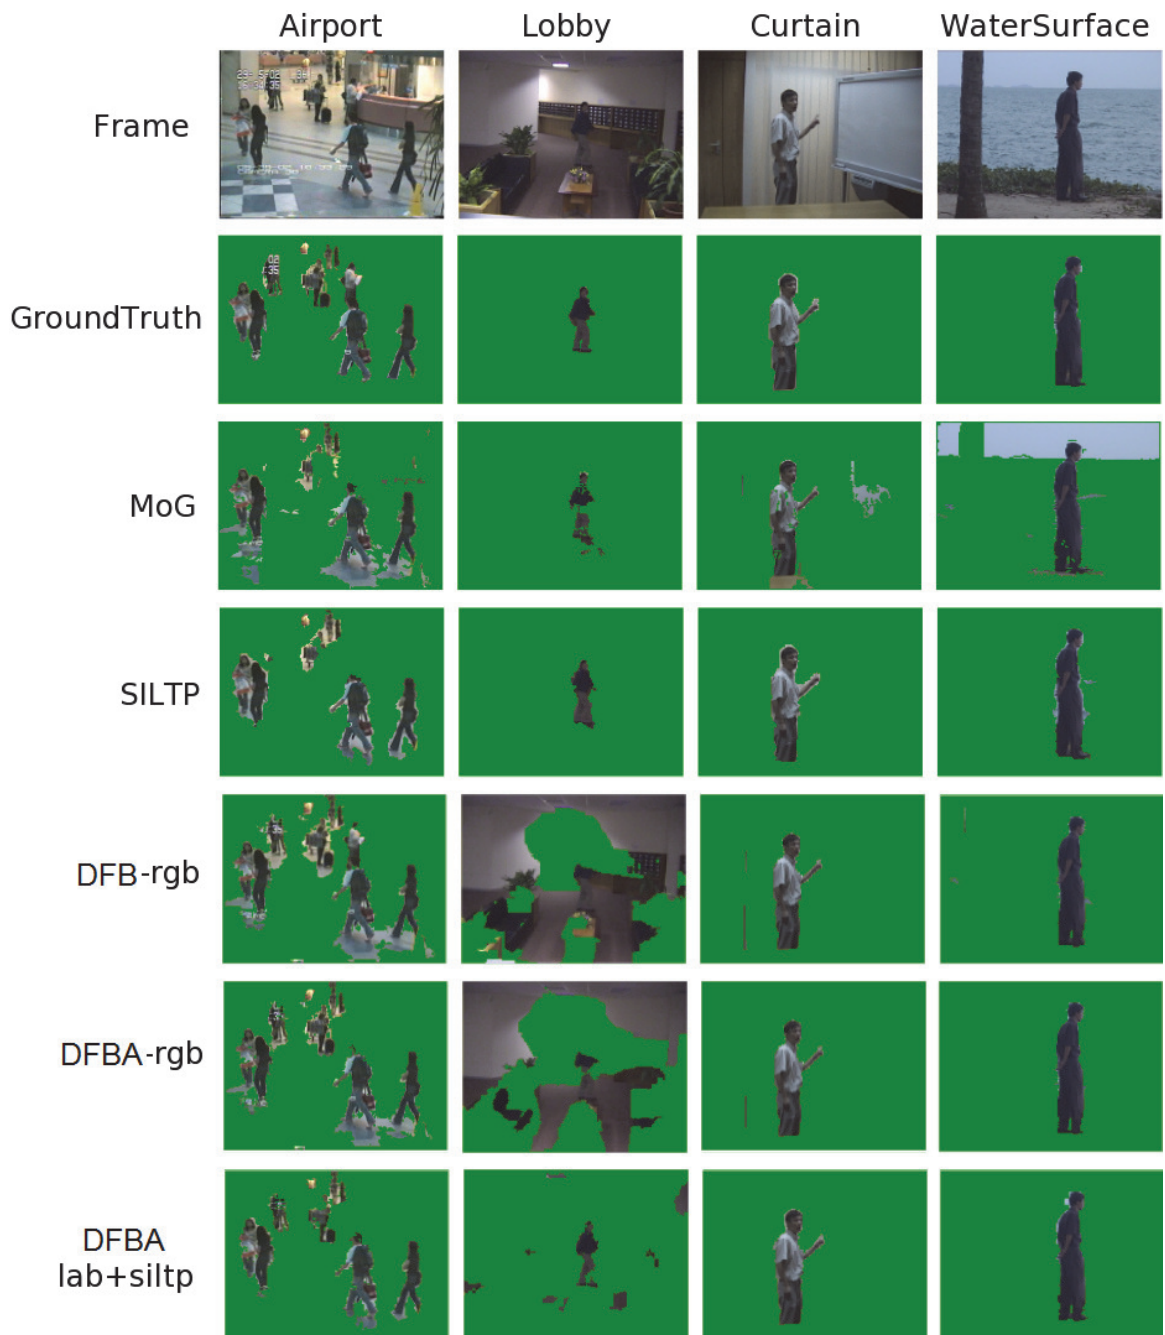 Airport Lobby Curtain WaterSurface
Frame
GroundTruth
MoG
SILTP
DFB-rgb
DFBA-rgb
DFBA
lab+siltp